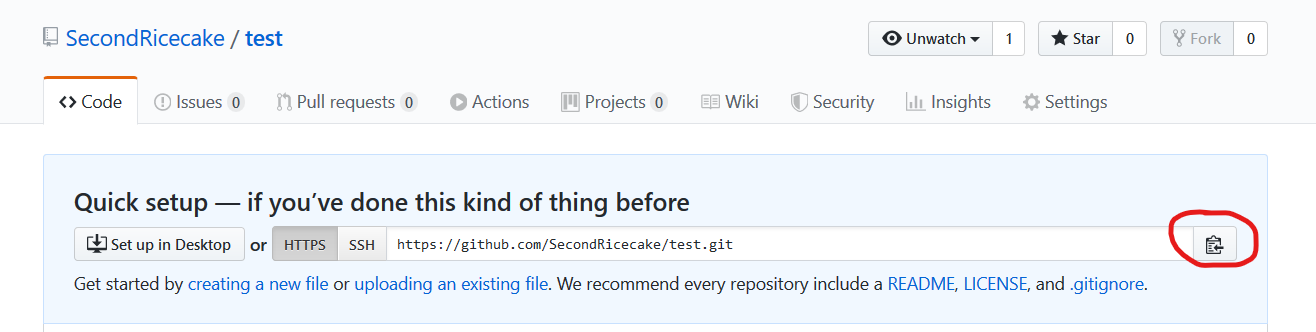 SecondRicecake / test
Unwatch 1 Star 0 Fork 0
Code Issues 0 Pull requests 0 Actions Projects 0 Wiki Security Insights Settings
Quick setup — if you’ve done this kind of thing before
Set up in Desktop or HTTPS SSH https://github.com/SecondRicecake/test.git
Get started by creating a new file or uploading an existing file. We recommend every repository include a README, LICENSE, and .gitignore.